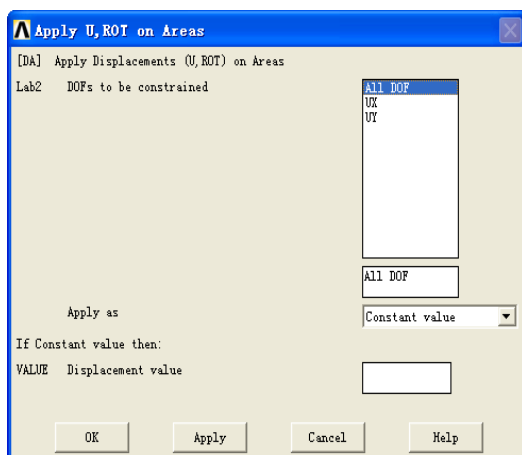 Apply U,ROT on Areas
[DA] Apply Displacements (U,ROT) on Areas
Lab2 DOFs to be constrained
All DOF
UX
UY
All DOF
Apply as Constant value
If Constant value then:
VALUE Displacement value
OK Apply Cancel Help